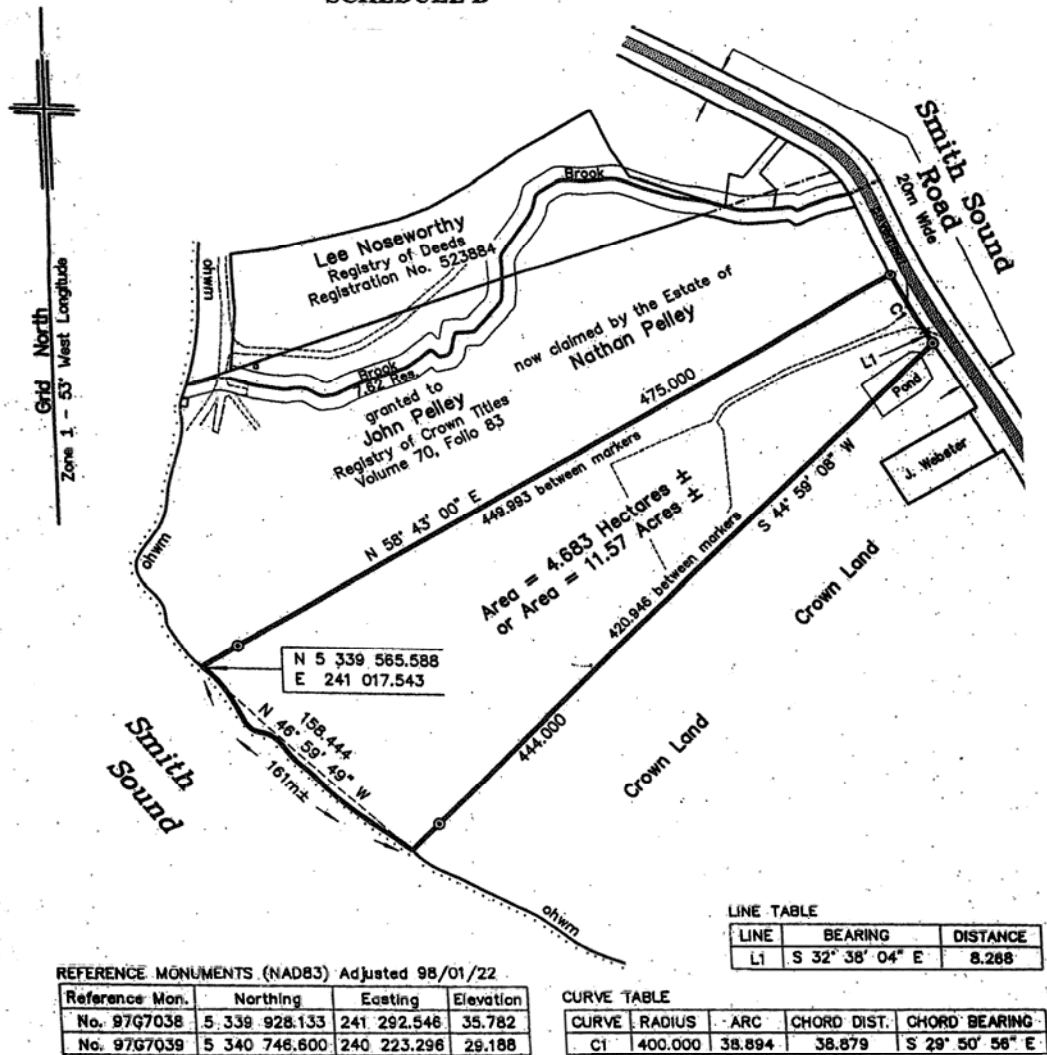 SCHEDULE B
Grid North
Zone 1 - 53° West Longitude
Smith Sound
Road
20m Wide
Brook
ohwm
Lee Noseworthy
Registry of Deeds
Registration No. 523884
now claimed by the Estate of
Nathan Pelley
Brook
7.62 Res.
granted to
John Pelley
Registry of Crown Titles
Volume 70, Folio 83
C1
L1
Pond
J. Webster
475.000
N 58° 43' 00" E
449.993 between markers
Area = 4.683 Hectares ±
or Area = 11.57 Acres ±
S 44° 59' 08" W
420.946 between markers
444.000
Crown Land
Crown Land
ohwm
N 5 339 565.588
E 241 017.543
Smith
Sound
158.444
N 46° 59' 49" W
161m±
ohwm
LINE TABLE
LINE BEARING DISTANCE
L1 S 32° 38' 04" E 8.268
REFERENCE MONUMENTS (NAD83) Adjusted 98/01/22
Reference Mon. Northing Easting Elevation
No. 97G7038 5 339 928.133 241 292.546 35.782
No. 97G7039 5 340 746.600 240 223.296 29.188
CURVE TABLE
CURVE RADIUS ARC CHORD DIST. CHORD BEARING
C1 400.000 38.894 38.879 S 29° 50' 56" E